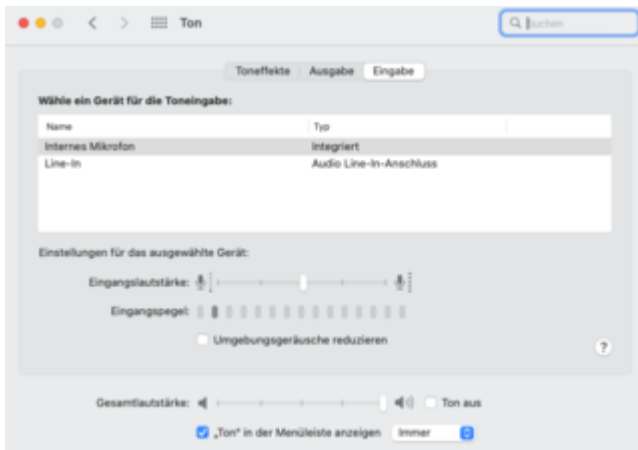 Ton
Suchen
Toneffekte Ausgabe Eingabe
Wähle ein Gerät für die Toneingabe:
Name Typ
Internes Mikrofon Integriert
Line-In Audio Line-In-Anschluss
Einstellungen für das ausgewählte Gerät:
Eingangslautstärke:
Eingangspegel:
Umgebungsgeräusche reduzieren
?
Gesamtlautstärke: Ton aus
„Ton“ in der Menüleiste anzeigen Immer